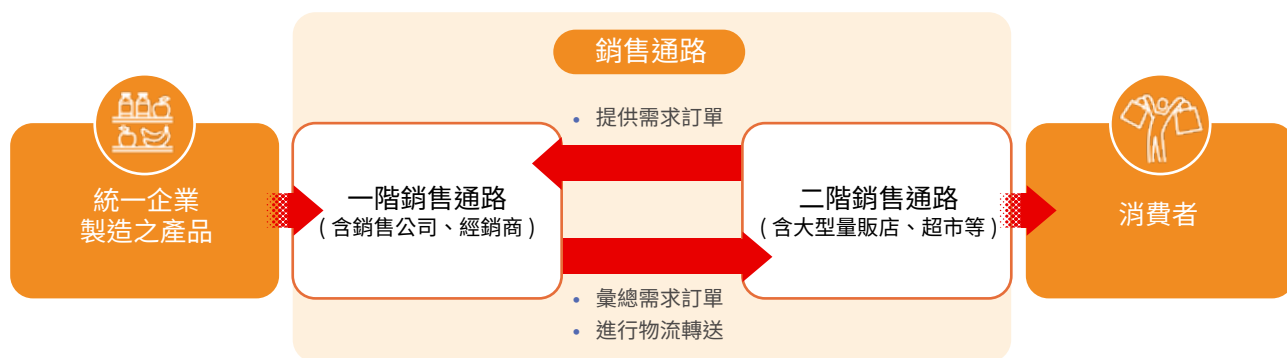 銷售通路
統一企業
製造之產品
一階銷售通路
(含銷售公司、經銷商)
• 提供需求訂單
• 彙總需求訂單
• 進行物流轉送
二階銷售通路
(含大型量販店、超市等)
消費者